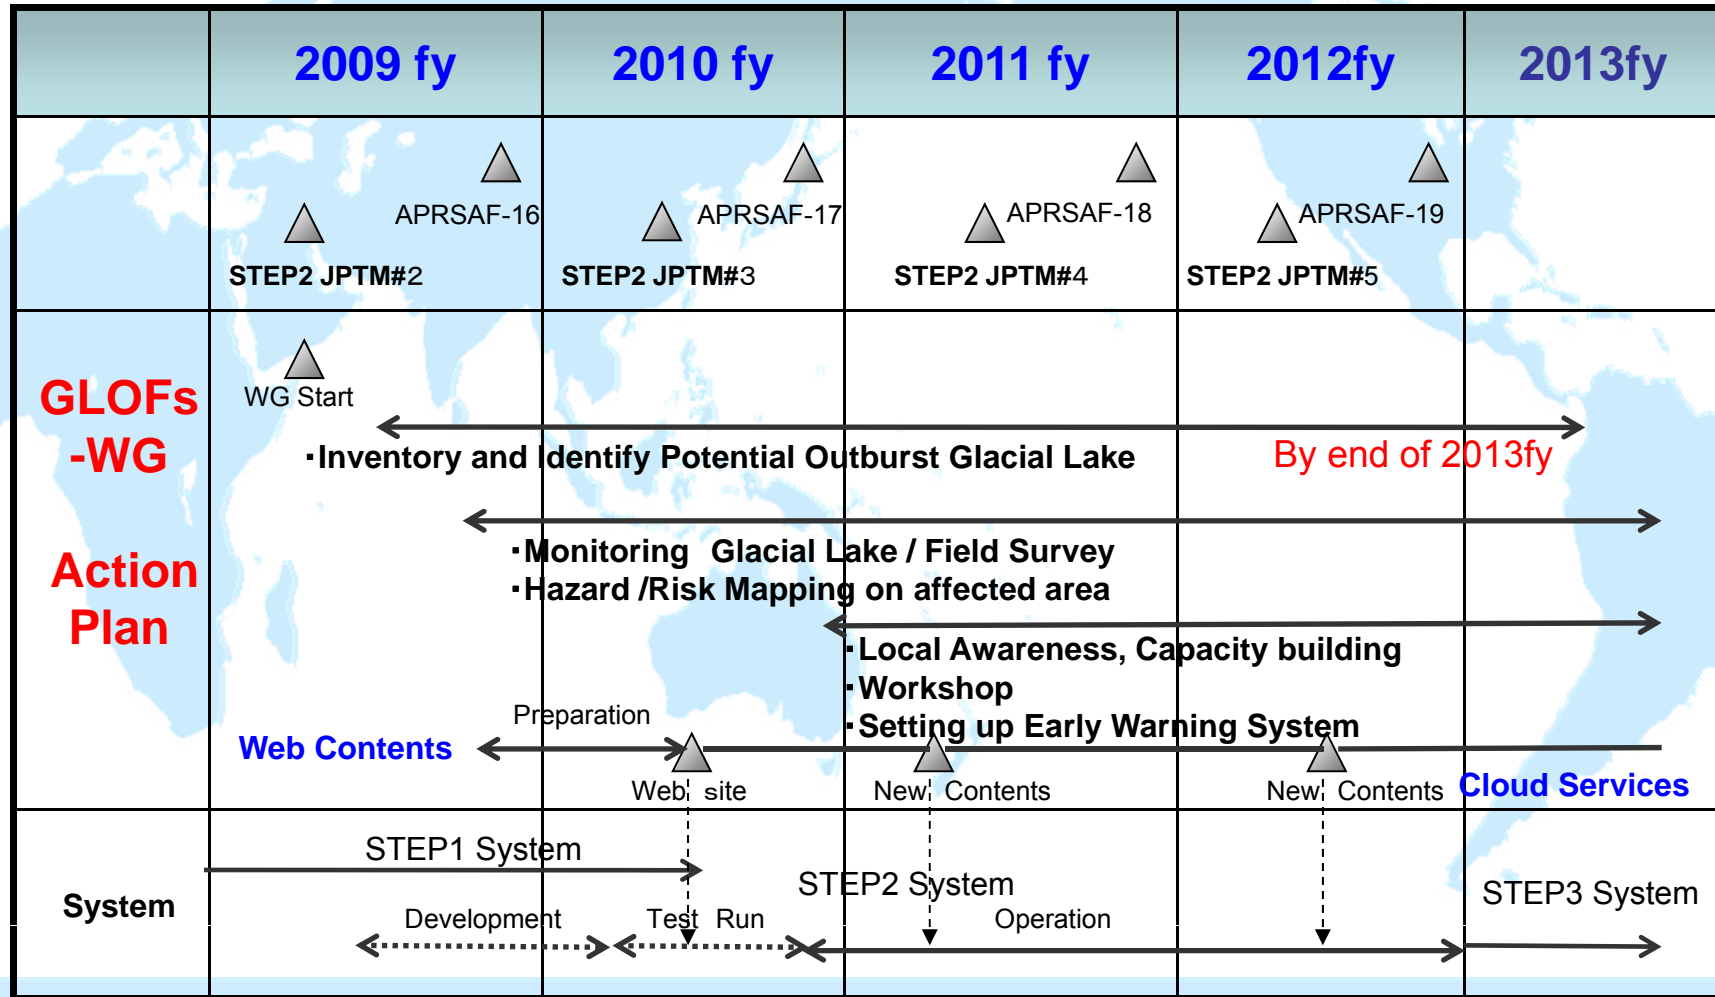 2009 fy
2010 fy
2011 fy
2012fy
2013fy
APRSAF-16
APRSAF-17
APRSAF-18
APRSAF-19
STEP2 JPTM#2
STEP2 JPTM#3
STEP2 JPTM#4
STEP2 JPTM#5
GLOFs
-WG
Action
Plan
WG Start
・Inventory and Identify Potential Outburst Glacial Lake
By end of 2013fy
・Monitoring Glacial Lake / Field Survey
・Hazard /Risk Mapping on affected area
・Local Awareness, Capacity building
・Workshop
・Setting up Early Warning System
Preparation
Web Contents
Web site
New Contents
New Contents
Cloud Services
System
STEP1 System
STEP2 System
STEP3 System
Development
Test Run
Operation